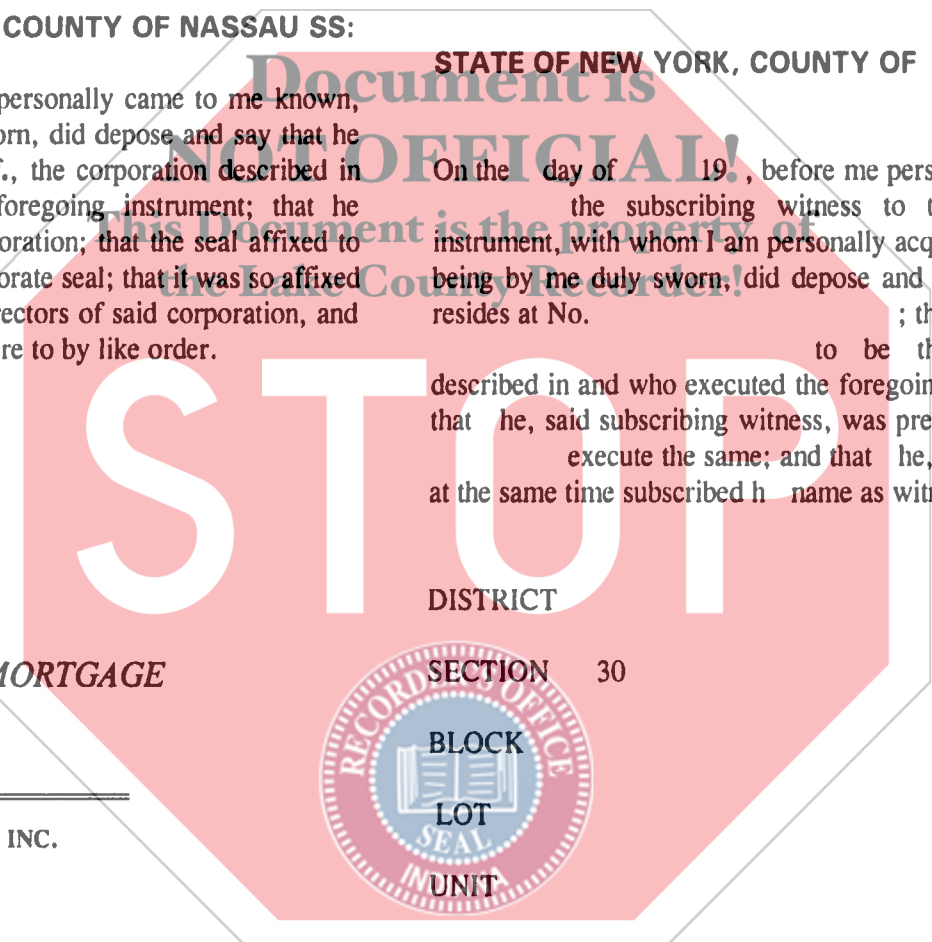 COUNTY OF NASSAU SS:
personally came to me known,
orn, did depose and say that he
f., the corporation described in
foregoing instrument; that he
poration; that the seal affixed to
orate seal; that it was so affixed
rectors of said corporation, and
re to by like order.
MORTGAGE
INC.
STATE OF NEW YORK, COUNTY OF
On the day of 19 , before me pers
the subscribing witness to t
instrument, with whom I am personally acq
being by me duly sworn, did depose and
resides at No. ; th
to be th
described in and who executed the foregoin
that he, said subscribing witness, was pre
execute the same; and that he,
at the same time subscribed h name as witn
DISTRICT
SECTION 30
BLOCK
LOT
UNIT
Document is
NOT OFFICIAL!
This Document is the property of
the Lake County Recorder!
STOP
RECORDER'S OFFICE
SEAL
INDIANA